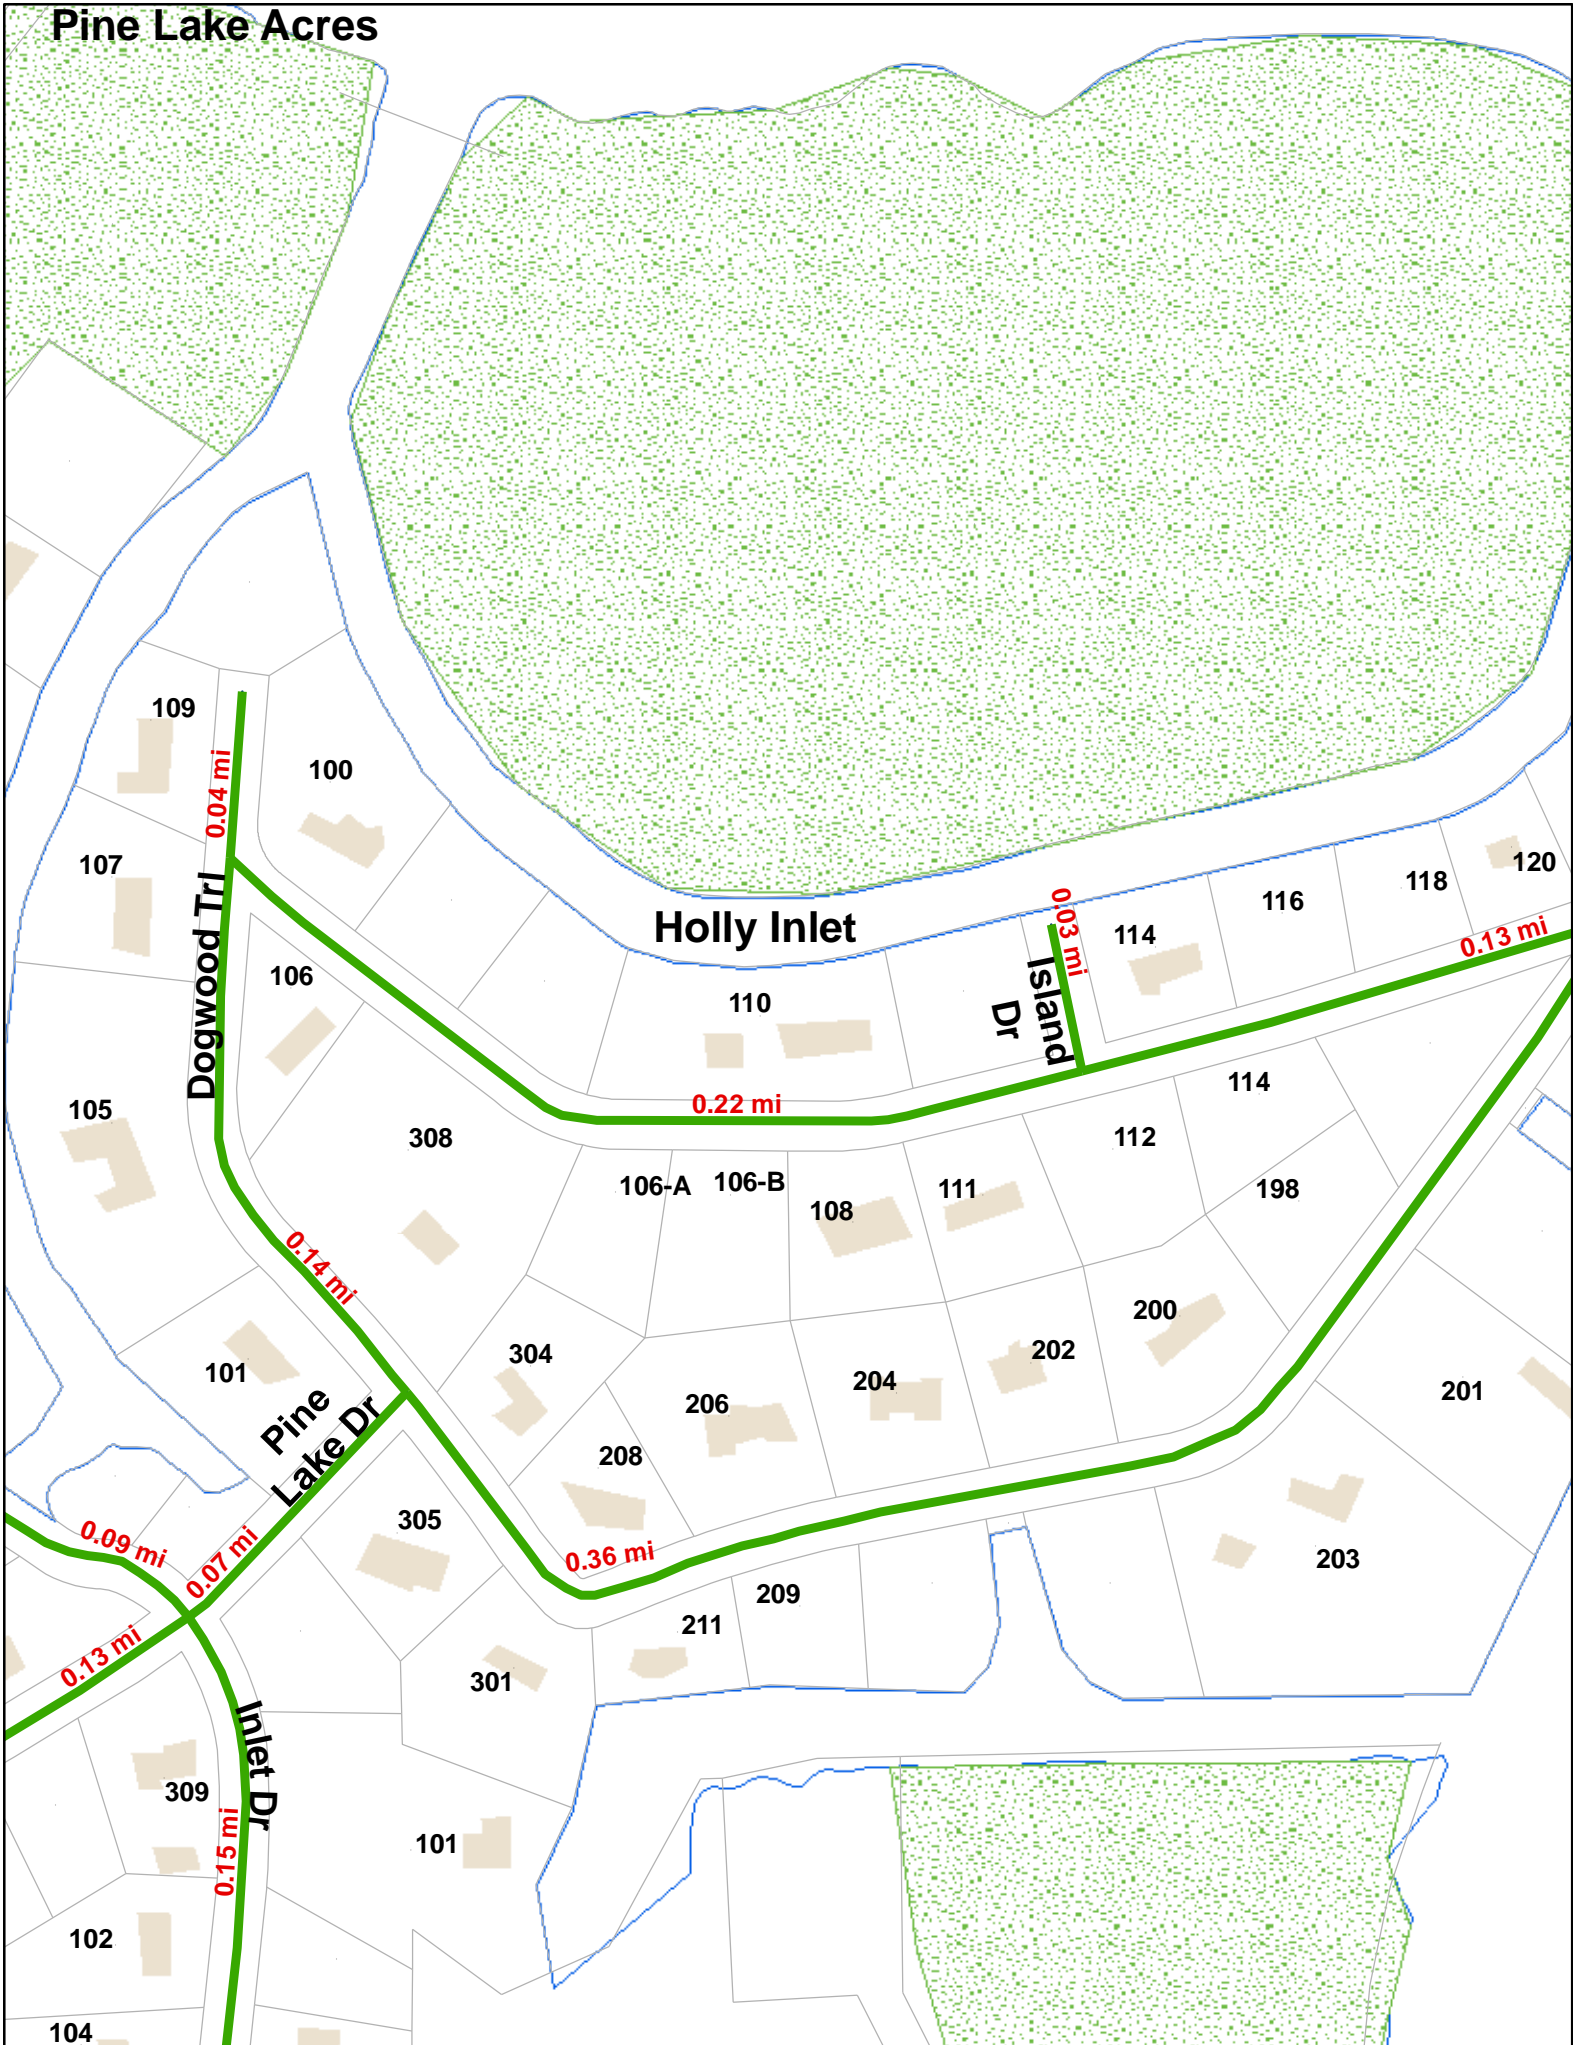 Pine Lake Acres
109
0.04 mi
100
107
Dogwood Trl
106
Holly Inlet
0.03 mi
Island
Dr
114
116
118
120
0.13 mi
110
0.22 mi
105
308
106-A
106-B
108
111
112
114
198
0.14 mi
101
Pine
Lake Dr
304
206
204
202
200
201
208
305
0.36 mi
203
209
211
301
0.09 mi
0.07 mi
0.13 mi
Inlet Dr
309
0.15 mi
101
102
104